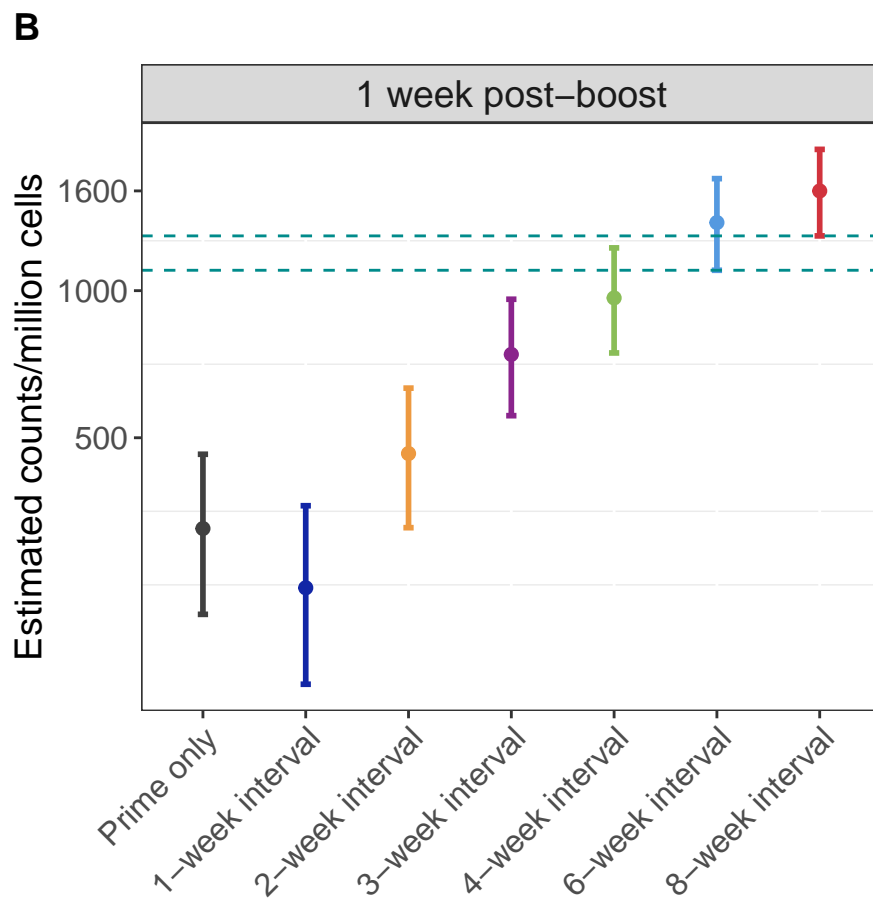 B
1 week post–boost
Estimated counts/million cells
1600
1000
500
Prime only
1–week interval
2–week interval
3–week interval
4–week interval
6–week interval
8–week interval